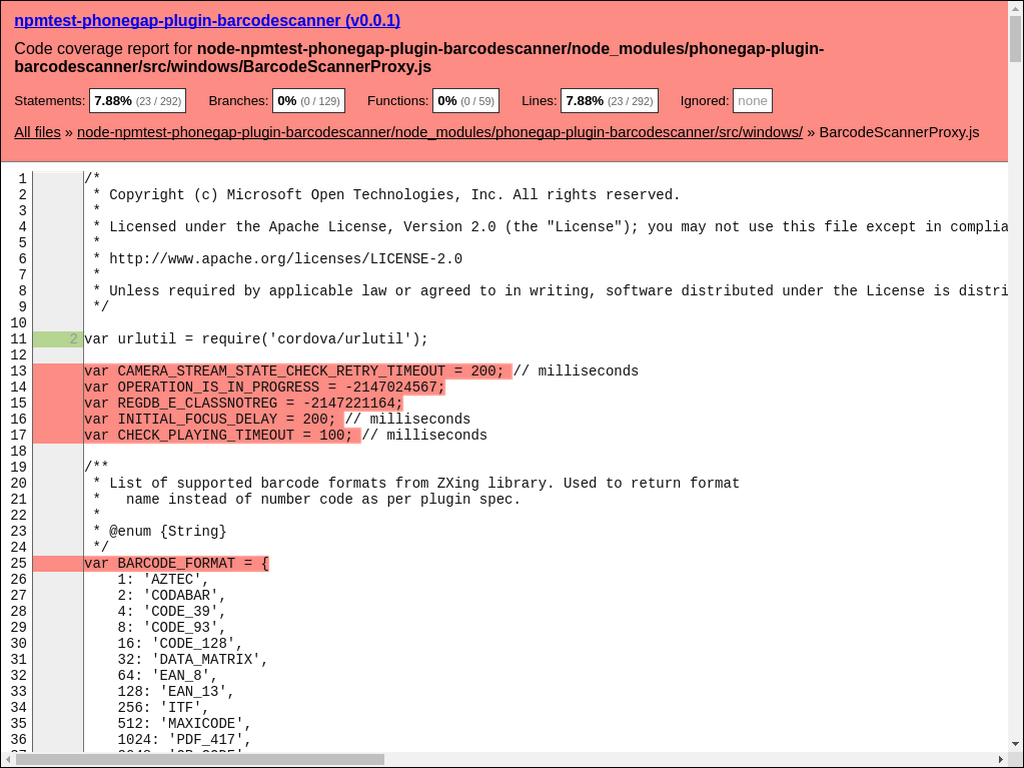 npmtest-phonegap-plugin-barcodescanner (v0.0.1)
Code coverage report for node-npmtest-phonegap-plugin-barcodescanner/node_modules/phonegap-plugin-
barcodescanner/src/windows/BarcodeScannerProxy.js
Statements: 7.88% (23 / 292) Branches: 0% (0 / 129) Functions: 0% (0 / 59) Lines: 7.88% (23 / 292) Ignored: none
All files » node-npmtest-phonegap-plugin-barcodescanner/node_modules/phonegap-plugin-barcodescanner/src/windows/ » BarcodeScannerProxy.js
1 /*
2 * Copyright (c) Microsoft Open Technologies, Inc. All rights reserved.
3 *
4 * Licensed under the Apache License, Version 2.0 (the "License"); you may not use this file except in complia
5 *
6 * http://www.apache.org/licenses/LICENSE-2.0
7 *
8 * Unless required by applicable law or agreed to in writing, software distributed under the License is distri
9 */
10
11 2 var urlutil = require('cordova/urlutil');
12
13 var CAMERA_STREAM_STATE_CHECK_RETRY_TIMEOUT = 200; // milliseconds
14 var OPERATION_IS_IN_PROGRESS = -2147024567;
15 var REGDB_E_CLASSNOTREG = -2147221164;
16 var INITIAL_FOCUS_DELAY = 200; // milliseconds
17 var CHECK_PLAYING_TIMEOUT = 100; // milliseconds
18
19 /**
20 * List of supported barcode formats from ZXing library. Used to return format
21 *   name instead of number code as per plugin spec.
22 *
23 * @enum {String}
24 */
25 var BARCODE_FORMAT = {
26 1: 'AZTEC',
27 2: 'CODABAR',
28 4: 'CODE_39',
29 8: 'CODE_93',
30 16: 'CODE_128',
31 32: 'DATA_MATRIX',
32 64: 'EAN_8',
33 128: 'EAN_13',
34 256: 'ITF',
35 512: 'MAXICODE',
36 1024: 'PDF_417',